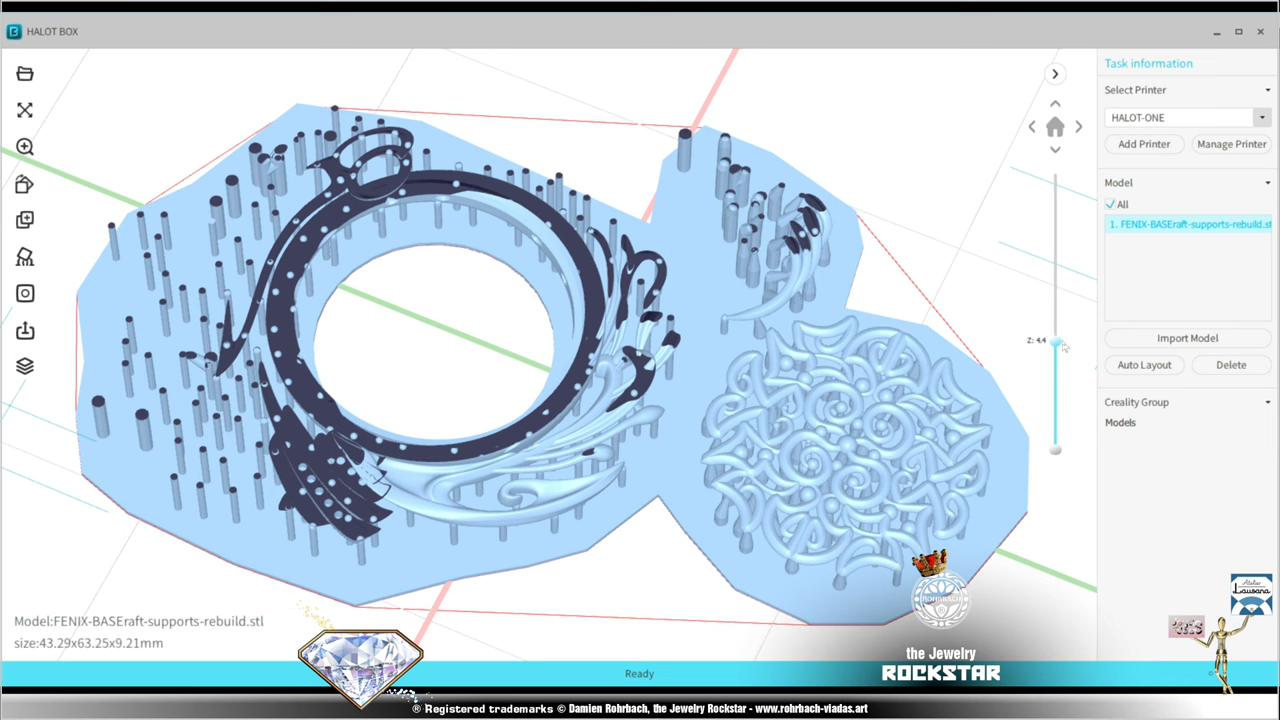 HALOT BOX
Task information
Select Printer
HALOT-ONE
Add Printer
Manage Printer
Model
All
1. FENIX-BASEraft-supports-rebuild.st
Z: 4.4
Import Model
Auto Layout
Delete
Creality Group
Models
Model:FENIX-BASEraft-supports-rebuild.stl
size:43.29x63.25x9.21mm
Ready
Atelier
Lausana
the Jewelry
ROCKSTAR
® Registered trademarks © Damien Rohrbach, the Jewelry Rockstar - www.rohrbach-viadas.art